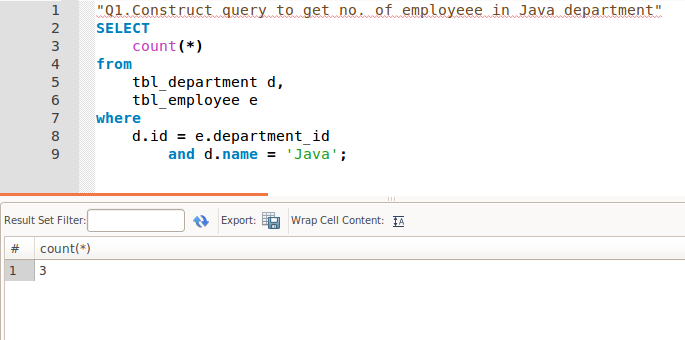 1 "Q1.Construct query to get no. of employeee in Java department"
2 SELECT
3 count(*)
4 from
5 tbl_department d,
6 tbl_employee e
7 where
8 d.id = e.department_id
9 and d.name = 'Java';
Result Set Filter: Export: Wrap Cell Content:
# count(*)
1 3